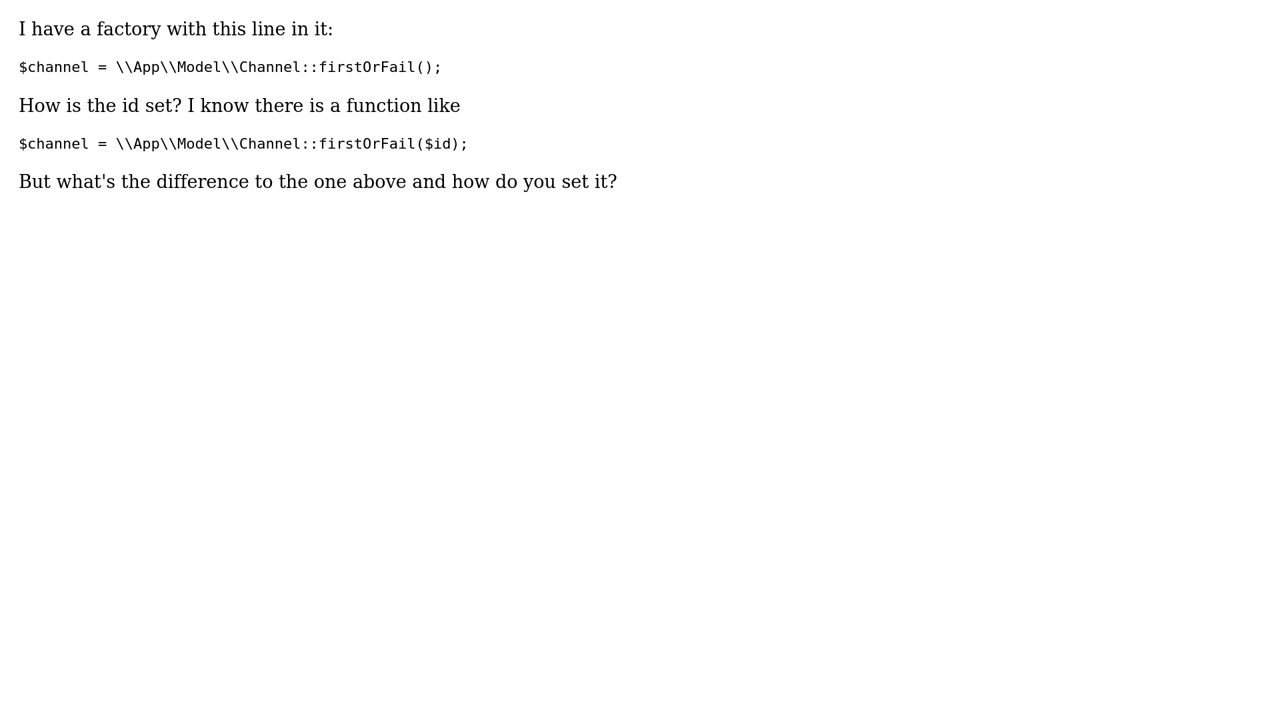 I have a factory with this line in it:
$channel = \\App\\Model\\Channel::firstOrFail();
How is the id set? I know there is a function like
$channel = \\App\\Model\\Channel::firstOrFail($id);
But what's the difference to the one above and how do you set it?